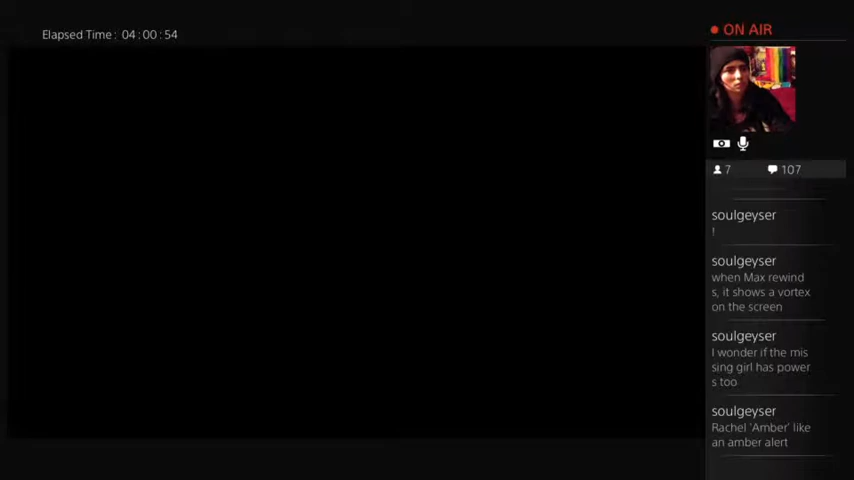 Elapsed Time: 04:00:54
ON AIR
7 107
soulgeyser
!
soulgeyser
when Max rewind
s, it shows a vortex
on the screen
soulgeyser
I wonder if the mis
sing girl has power
s too
soulgeyser
Rachel 'Amber' like
an amber alert